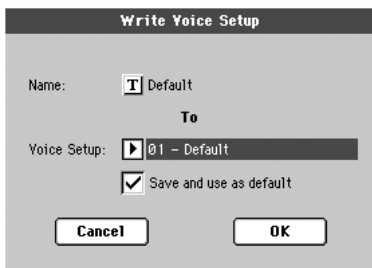 Write Voice Setup
Name: T Default
To
Voice Setup: 01 - Default
Save and use as default
Cancel OK